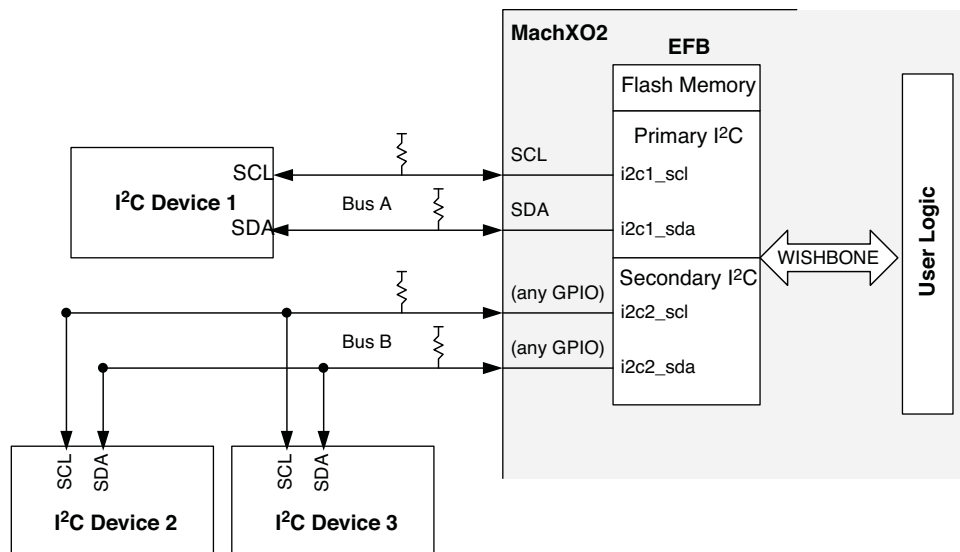 MachXO2
EFB
Flash Memory
Primary I²C
SCL
i2c1_scl
SDA
i2c1_sda
SCL
I²C Device 1
SDA
Bus A
WISHBONE
User Logic
Secondary I²C
(any GPIO)
i2c2_scl
Bus B
(any GPIO)
i2c2_sda
SCL
SDA
I²C Device 2
SCL
SDA
I²C Device 3